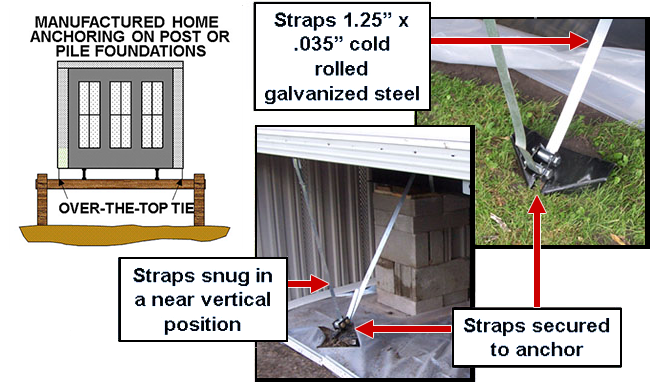 MANUFACTURED HOME
ANCHORING ON POST OR
PILE FOUNDATIONS
OVER-THE-TOP TIE
Straps 1.25” x
.035” cold
rolled
galvanized steel
Straps snug in
a near vertical
position
Straps secured
to anchor